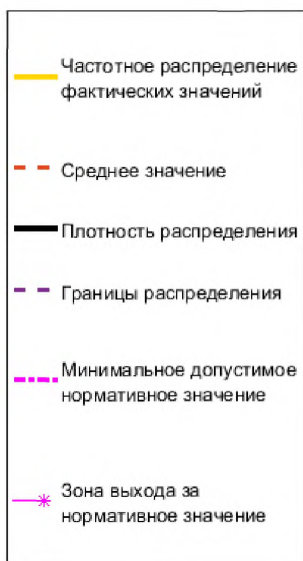 Частотное распределение
фактических значений
Среднее значение
Плотность распределения
Границы распределения
Минимальное допустимое
нормативное значение
Зона выхода за
нормативное значение